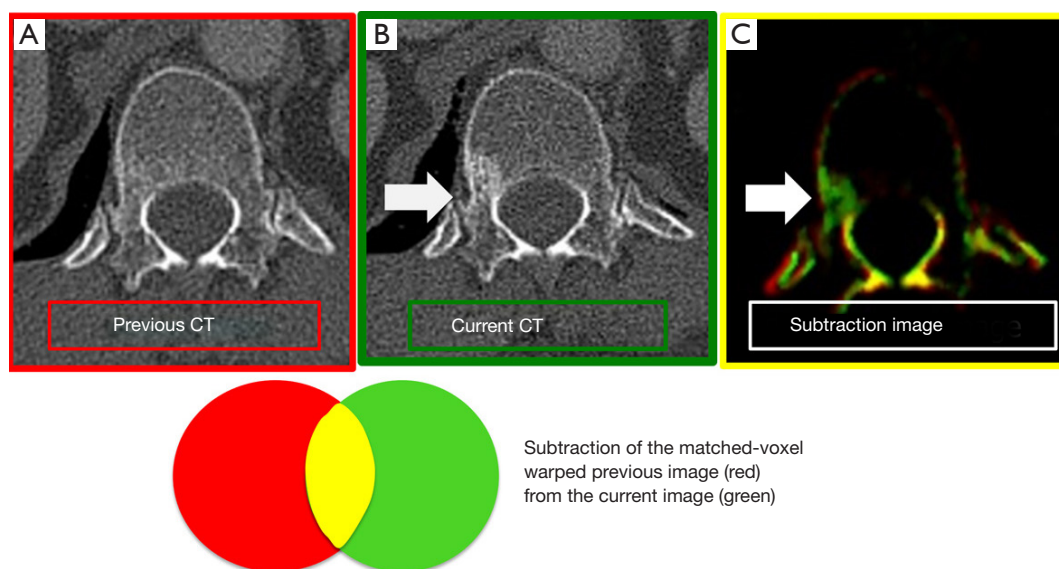 A
B
C
Previous CT
Current CT
Subtraction image
Subtraction of the matched-voxel
warped previous image (red)
from the current image (green)